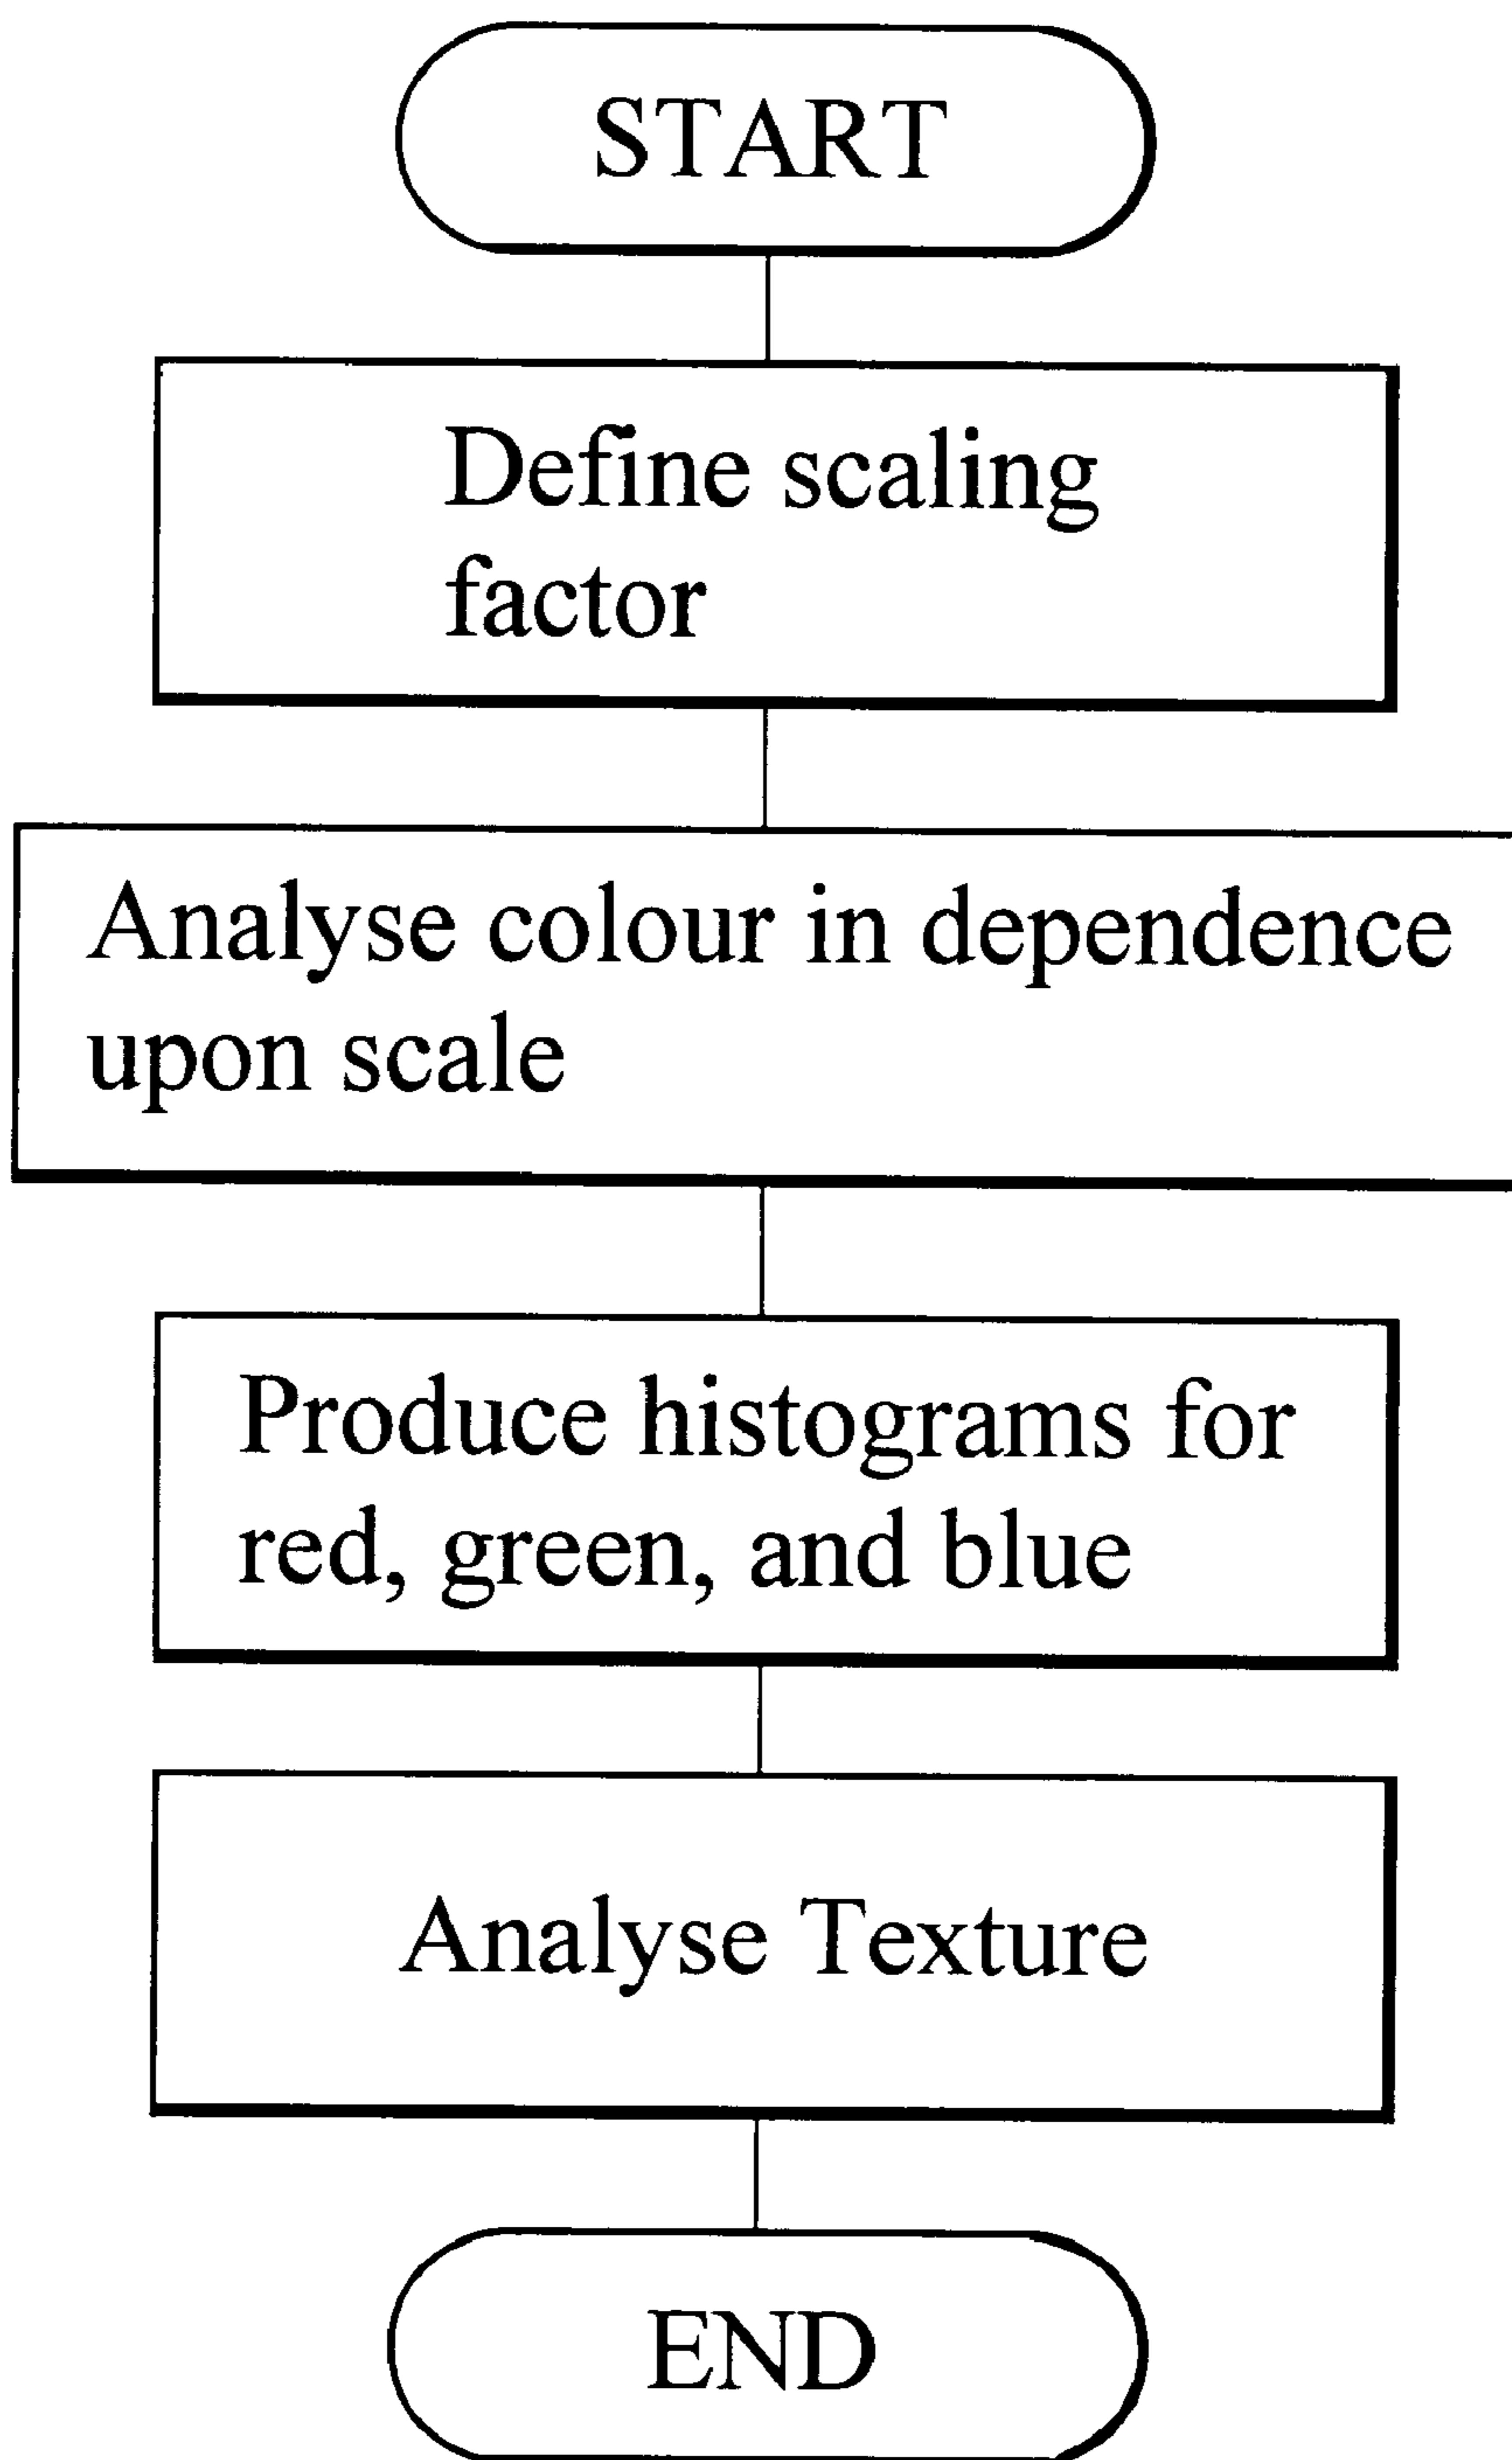 START
Define scaling
factor
Analyse colour in dependence
upon scale
Produce histograms for
red, green, and blue
Analyse Texture
END